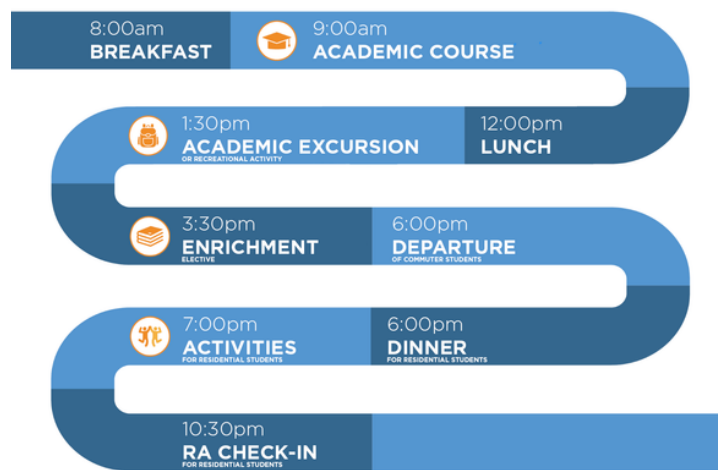 8:00am
BREAKFAST
9:00am
ACADEMIC COURSE
12:00pm
LUNCH
1:30pm
ACADEMIC EXCURSION
OR RECREATIONAL ACTIVITY
3:30pm
ENRICHMENT
ELECTIVE
6:00pm
DEPARTURE
OF COMMUTER STUDENTS
6:00pm
DINNER
FOR RESIDENTIAL STUDENTS
7:00pm
ACTIVITIES
FOR RESIDENTIAL STUDENTS
10:30pm
RA CHECK-IN
FOR RESIDENTIAL STUDENTS